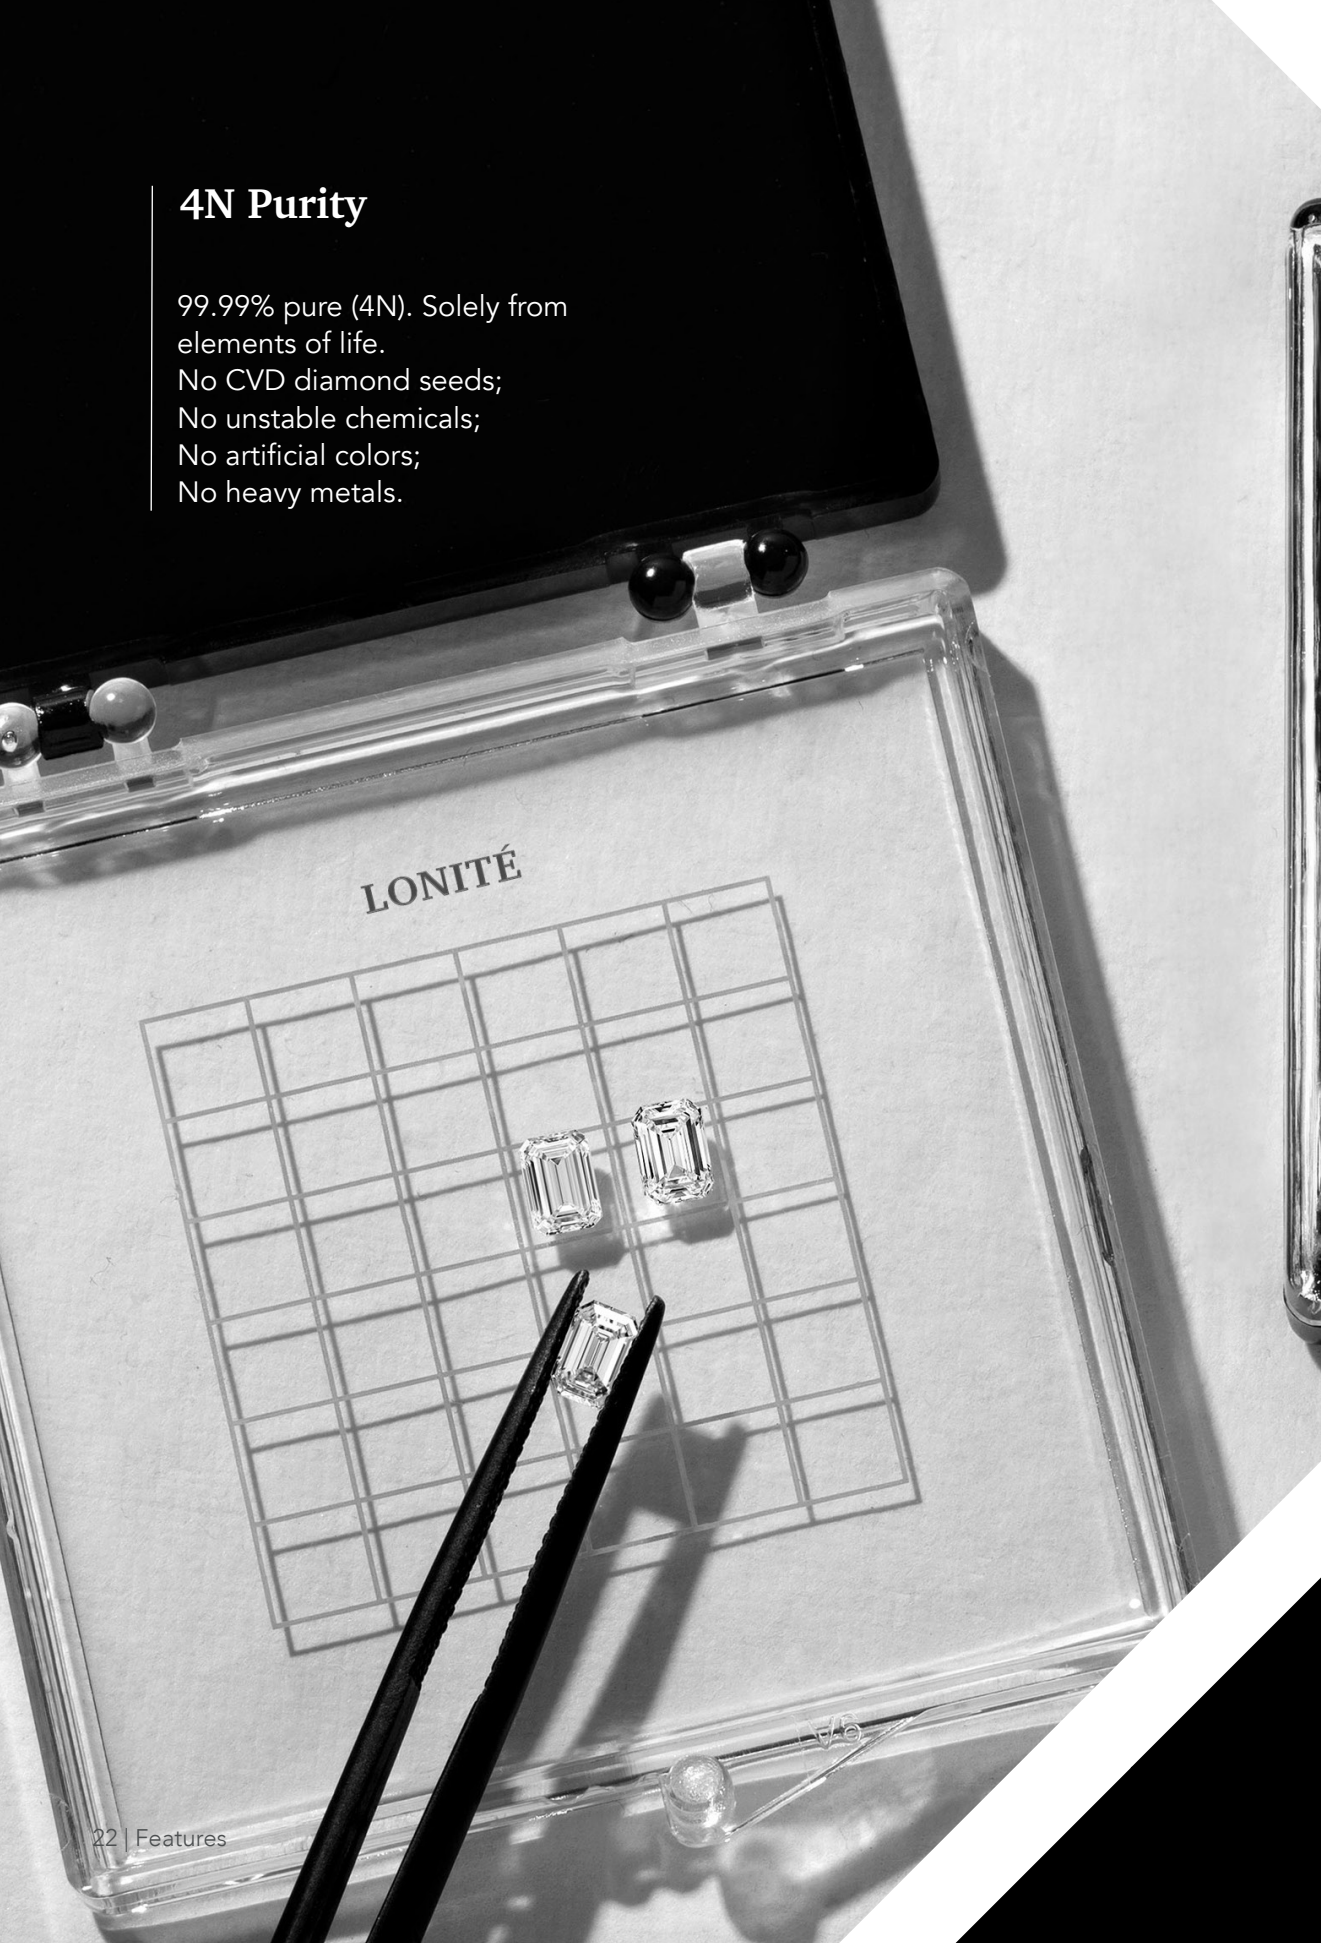 4N Purity
99.99% pure (4N). Solely from
elements of life.
No CVD diamond seeds;
No unstable chemicals;
No artificial colors;
No heavy metals.
LONITÉ
22 | Features